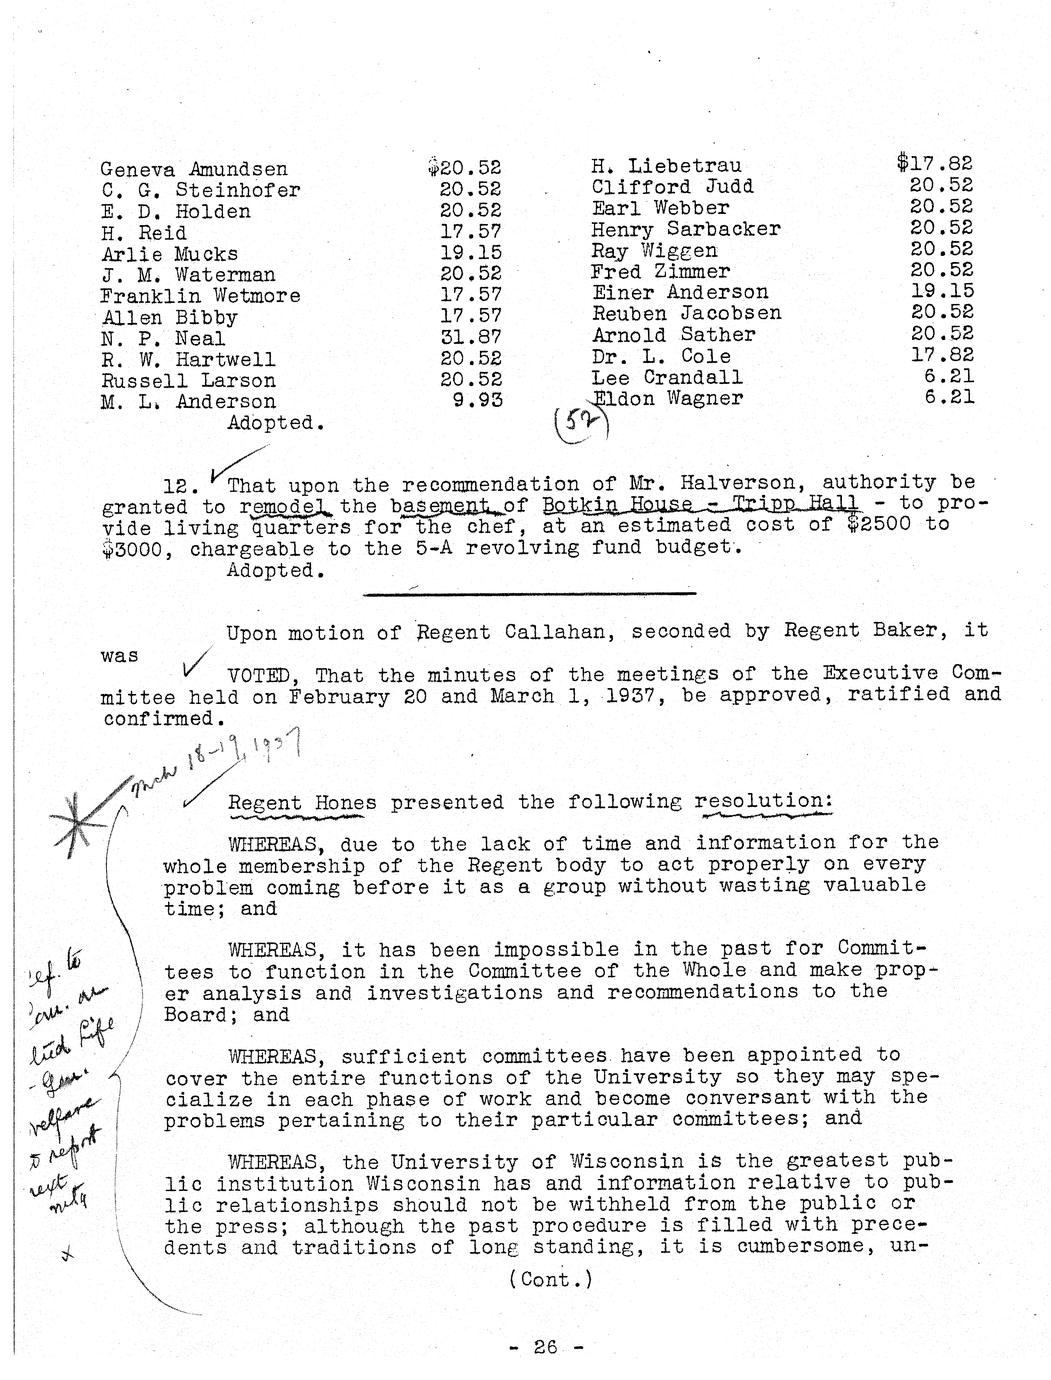 Geneva Amundsen $20.52 H. Liebetrau $17.82
C. G. Steinhofer 20.52 Clifford Judd 20.52
E. D. Holden 20.52 Earl Webber 20.52
H. Reid 17.57 Henry Sarbacker 20.52
Arlie Mucks 19.15 Ray Wiggen 20.52
J. M. Waterman 20.52 Fred Zimmer 20.52
Franklin Wetmore 17.57 Einer Anderson 19.15
Allen Bibby 17.57 Reuben Jacobsen 20.52
N. P. Neal 31.87 Arnold Sather 20.52
R. W. Hartwell 20.52 Dr. L. Cole 17.82
Russell Larson 20.52 Lee Crandall 6.21
M. L. Anderson 9.93 Eldon Wagner 6.21
Adopted.
(52)
12. That upon the recommendation of Mr. Halverson, authority be
granted to remodel the basement of Botkin House - Tripp Hall - to pro-
vide living quarters for the chef, at an estimated cost of $2500 to
$3000, chargeable to the 5-A revolving fund budget.
Adopted.
Upon motion of Regent Callahan, seconded by Regent Baker, it
was
VOTED, That the minutes of the meetings of the Executive Com-
mittee held on February 20 and March 1, 1937, be approved, ratified and
confirmed.
Mch 18-19, 1937
Regent Hones presented the following resolution:
WHEREAS, due to the lack of time and information for the
whole membership of the Regent body to act properly on every
problem coming before it as a group without wasting valuable
time; and
WHEREAS, it has been impossible in the past for Commit-
tees to function in the Committee of the Whole and make prop-
er analysis and investigations and recommendations to the
Board; and
WHEREAS, sufficient committees have been appointed to
cover the entire functions of the University so they may spe-
cialize in each phase of work and become conversant with the
problems pertaining to their particular committees; and
WHEREAS, the University of Wisconsin is the greatest pub-
lic institution Wisconsin has and information relative to pub-
lic relationships should not be withheld from the public or
the press; although the past procedure is filled with prece-
dents and traditions of long standing, it is cumbersome, un-
ef. to
on
Life
welfare
to report
next
mtg
x
(Cont.)
- 26 -